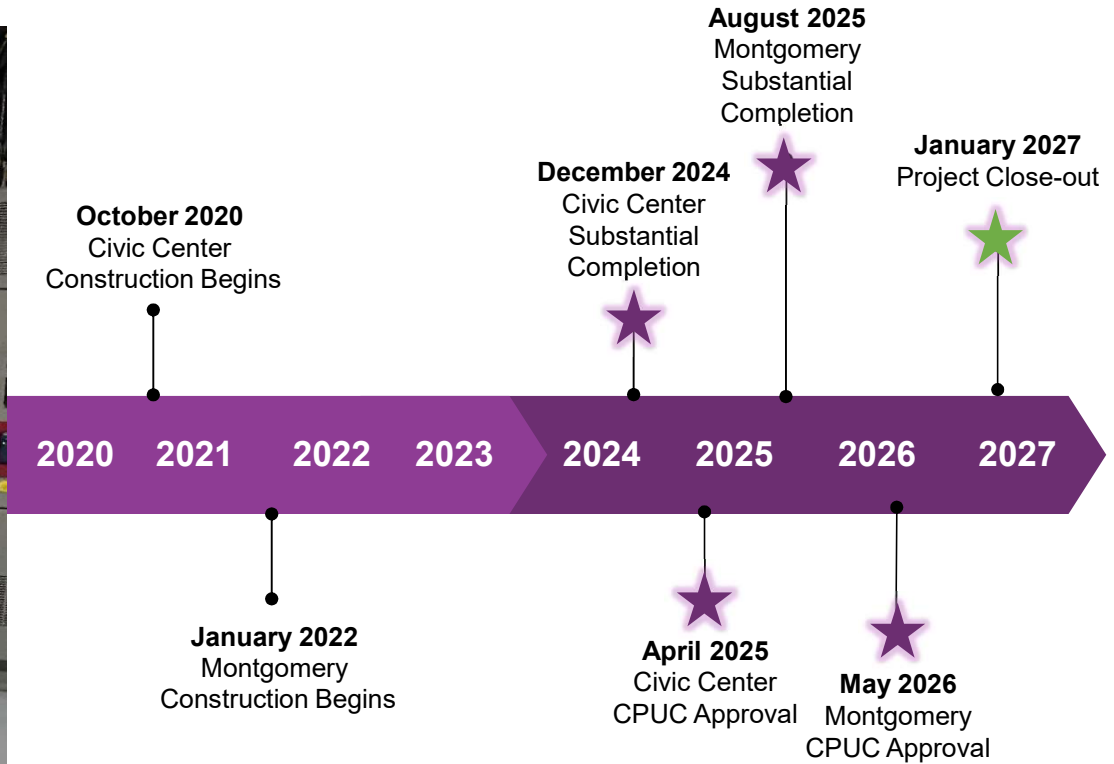 August 2025
Montgomery
Substantial
Completion
January 2027
Project Close-out
December 2024
Civic Center
Substantial
Completion
October 2020
Civic Center
Construction Begins
2020 2021 2022 2023 2024 2025 2026 2027
January 2022
Montgomery
Construction Begins
April 2025
Civic Center
CPUC Approval
May 2026
Montgomery
CPUC Approval